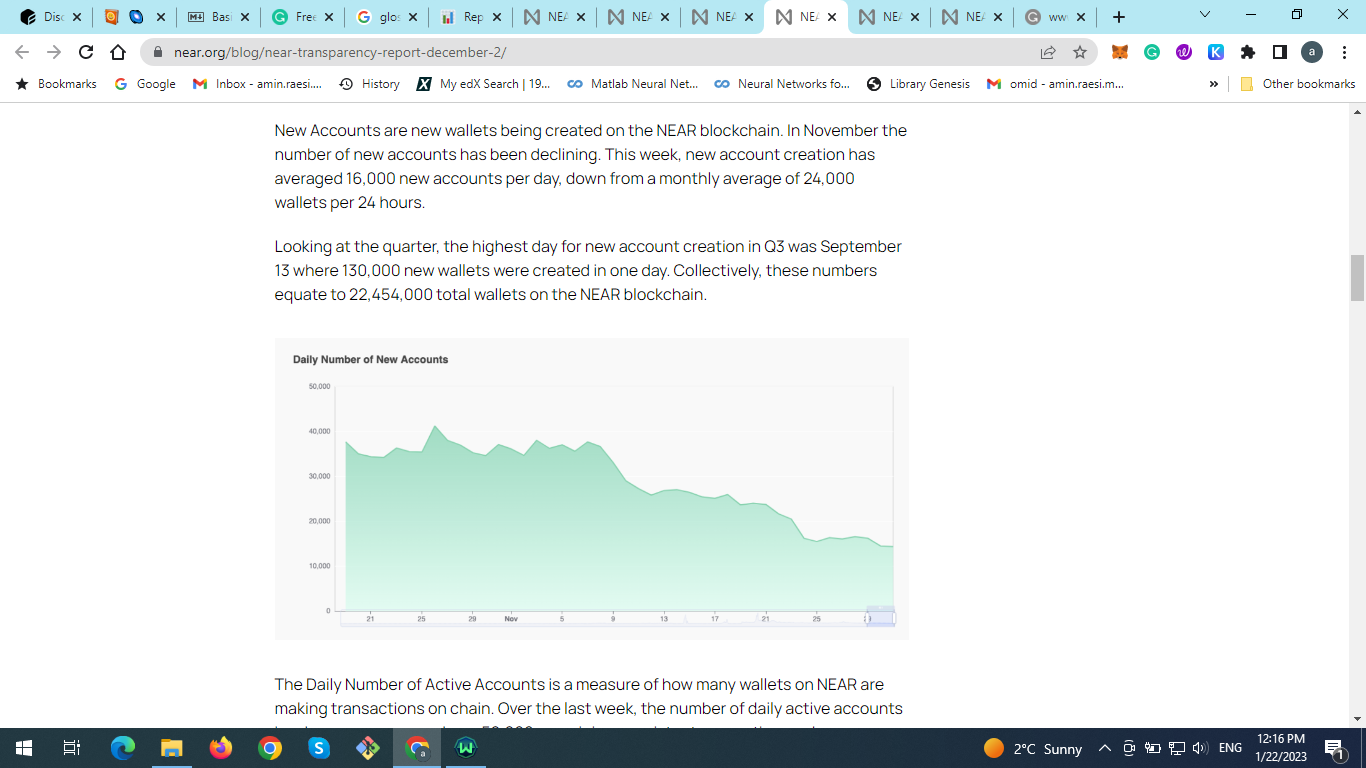 Disc
Basi
Free
glos
Rep
NEA
NEA
NEA
NEA
NEA
NEA
ww
near.org/blog/near-transparency-report-december-2/
a
Bookmarks
Google
Inbox - amin.raesi....
History
My edX Search | 19...
Matlab Neural Net...
Neural Networks fo...
Library Genesis
omid - amin.raesi.m...
»
Other bookmarks
New Accounts are new wallets being created on the NEAR blockchain. In November the
number of new accounts has been declining. This week, new account creation has
averaged 16,000 new accounts per day, down from a monthly average of 24,000
wallets per 24 hours.
Looking at the quarter, the highest day for new account creation in Q3 was September
13 where 130,000 new wallets were created in one day. Collectively, these numbers
equate to 22,454,000 total wallets on the NEAR blockchain.
Daily Number of New Accounts
50,000
40,000
30,000
20,000
10,000
0
21 25 29 Nov 5 9 13 17 21 25 29
The Daily Number of Active Accounts is a measure of how many wallets on NEAR are
making transactions on chain. Over the last week, the number of daily active accounts
2°C Sunny
ENG
12:16 PM
1/22/2023
1